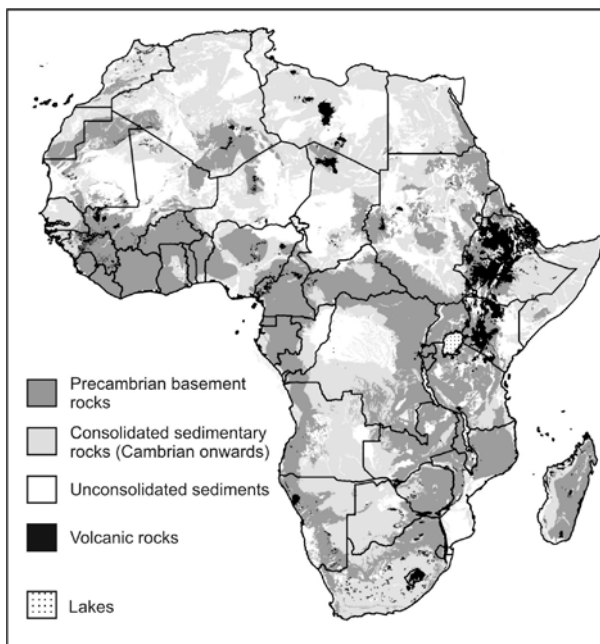 Precambrian basement
rocks
Consolidated sedimentary
rocks (Cambrian onwards)
Unconsolidated sediments
Volcanic rocks
Lakes